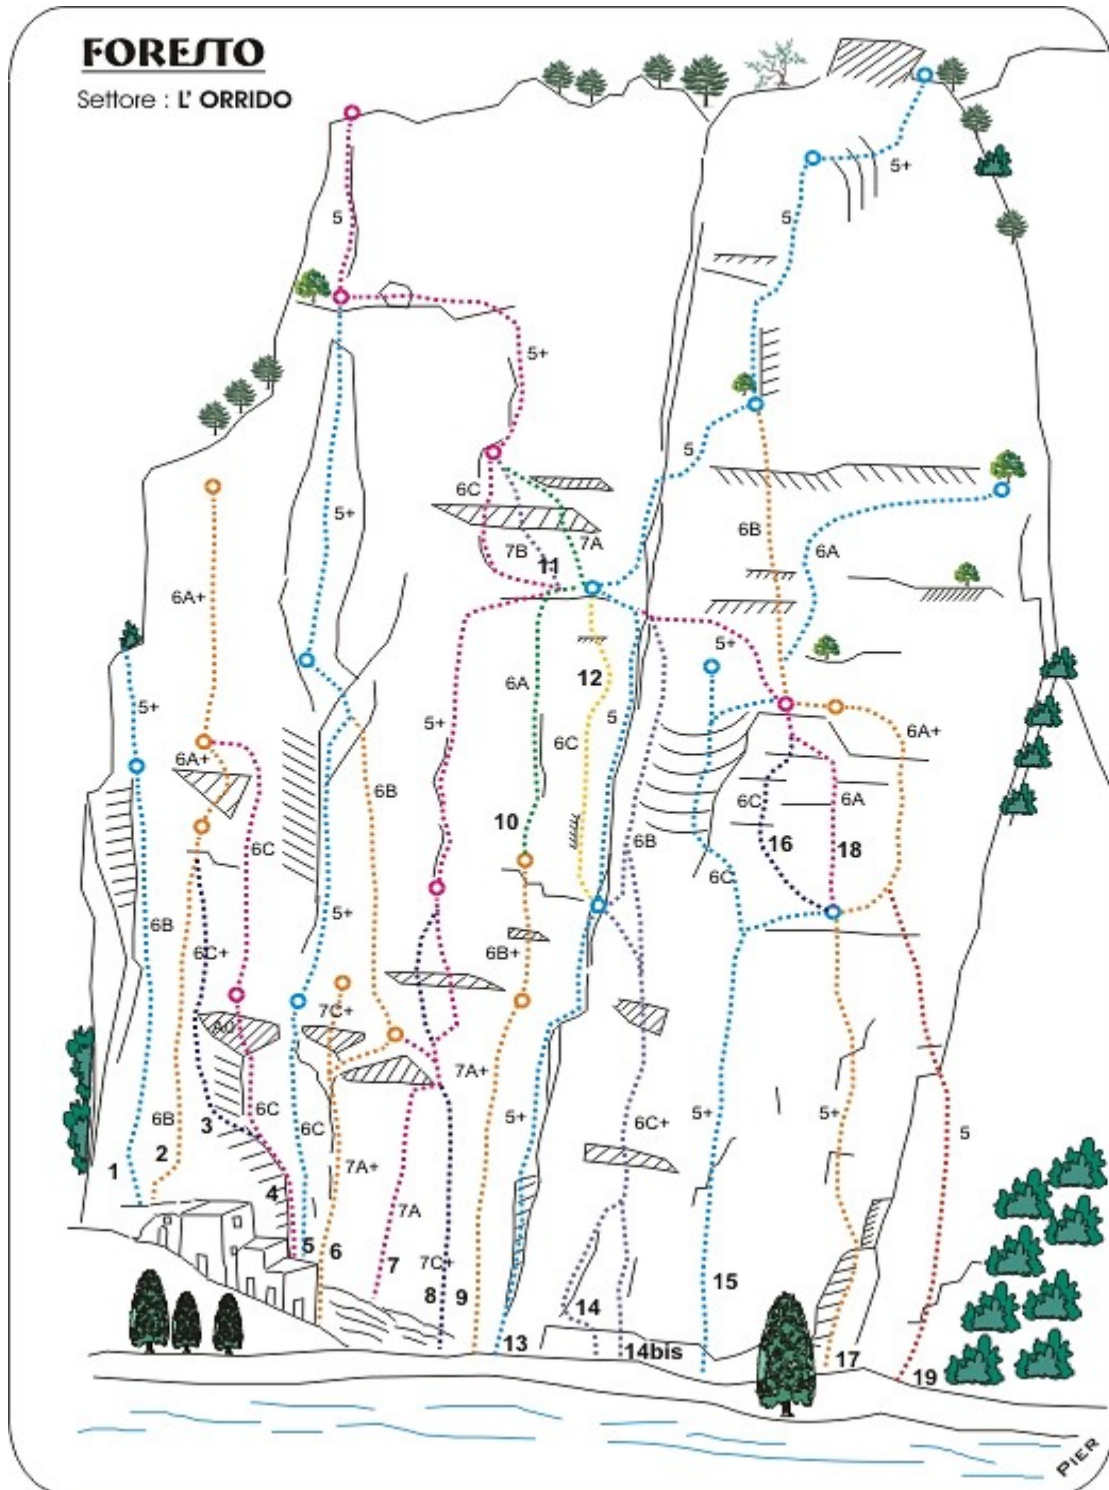 FORESTO
Settore : L' ORRIDO
5+
5
5
5+
5
6C
5+
7B
7A
11
6B
6A
6A+
5+
6A
12
5+
5+
5
6A+
6C
6B
6C
6A
6A+
10
16
18
6B
6C
6C
5+
6B
6C+
6B+
A0
7C+
7A+
5+
6C+
5+
5+
5
6B
3
6C
6C
1
2
7A+
4
7A
5
6
7
7C+
8
9
13
14
14bis
15
17
19
PIER